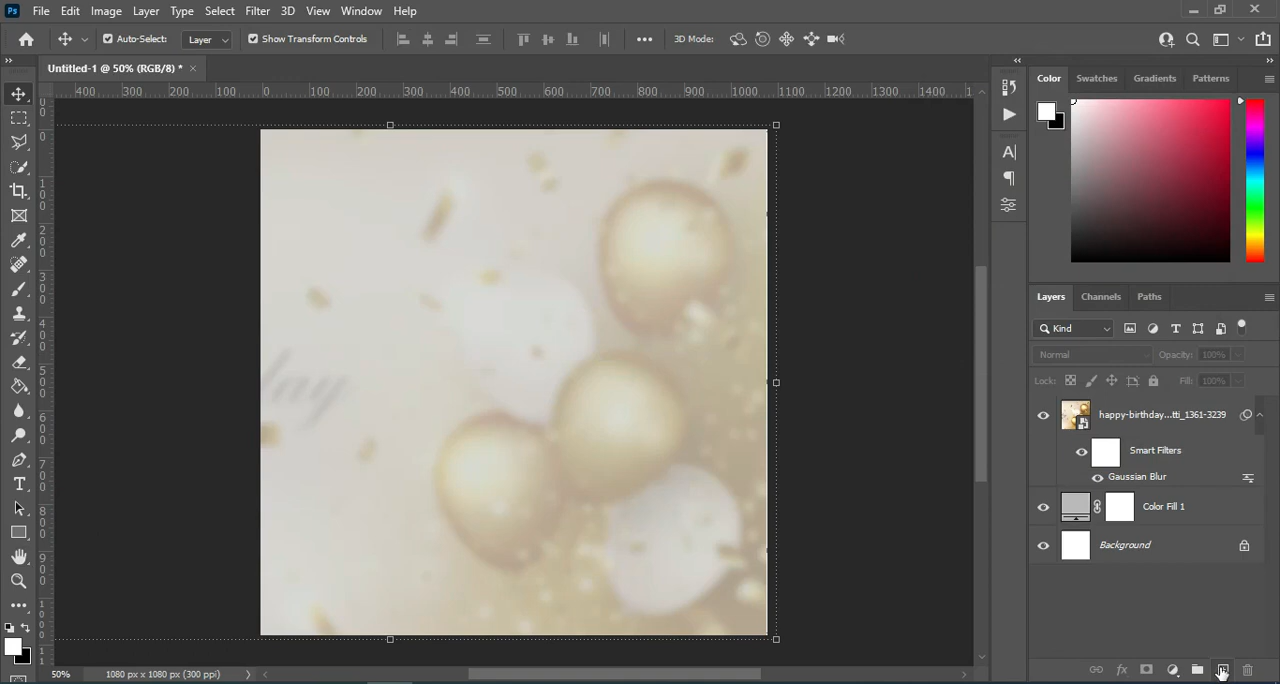 Ps File Edit Image Layer Type Select Filter 3D View Window Help
Auto-Select: Layer Show Transform Controls 3D Mode:
Untitled-1 @ 50% (RGB/8) * ×
400 300 200 100 0 100 200 300 400 500 600 700 800 900 1000 1100 1200 1300 1400
Color Swatches Gradients Patterns
day
Layers Channels Paths
Kind
Normal Opacity: 100%
Lock: Fill: 100%
happy-birthday...tti_1361-3239
Smart Filters
Gaussian Blur
Color Fill 1
Background
50% 1080 px x 1080 px (300 ppi)